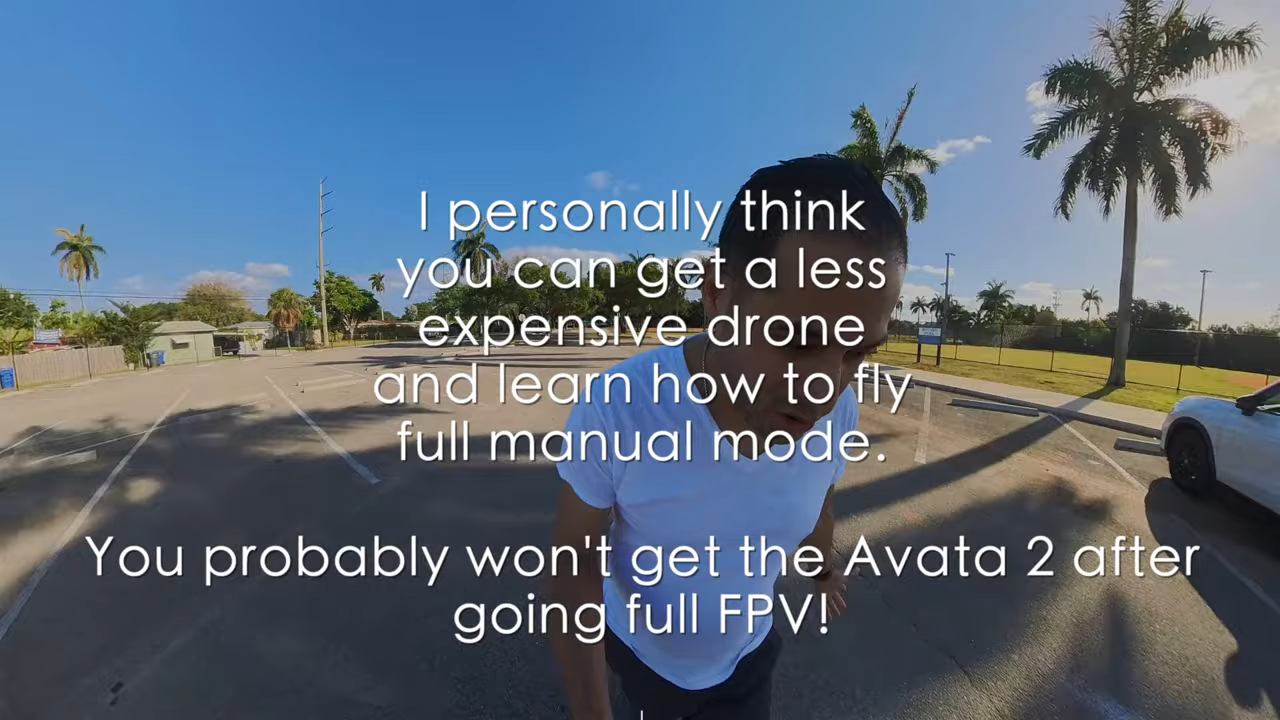 I personally think
you can get a less
expensive drone
and learn how to fly
full manual mode.
You probably won't get the Avata 2 after
going full FPV!